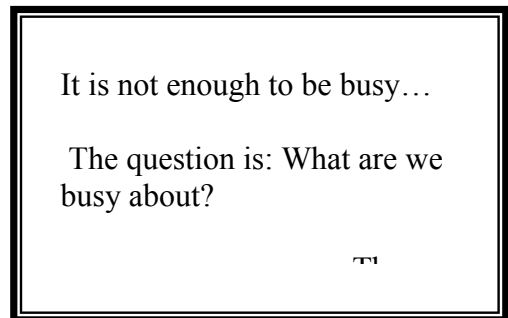 It is not enough to be busy…
The question is: What are we
busy about?